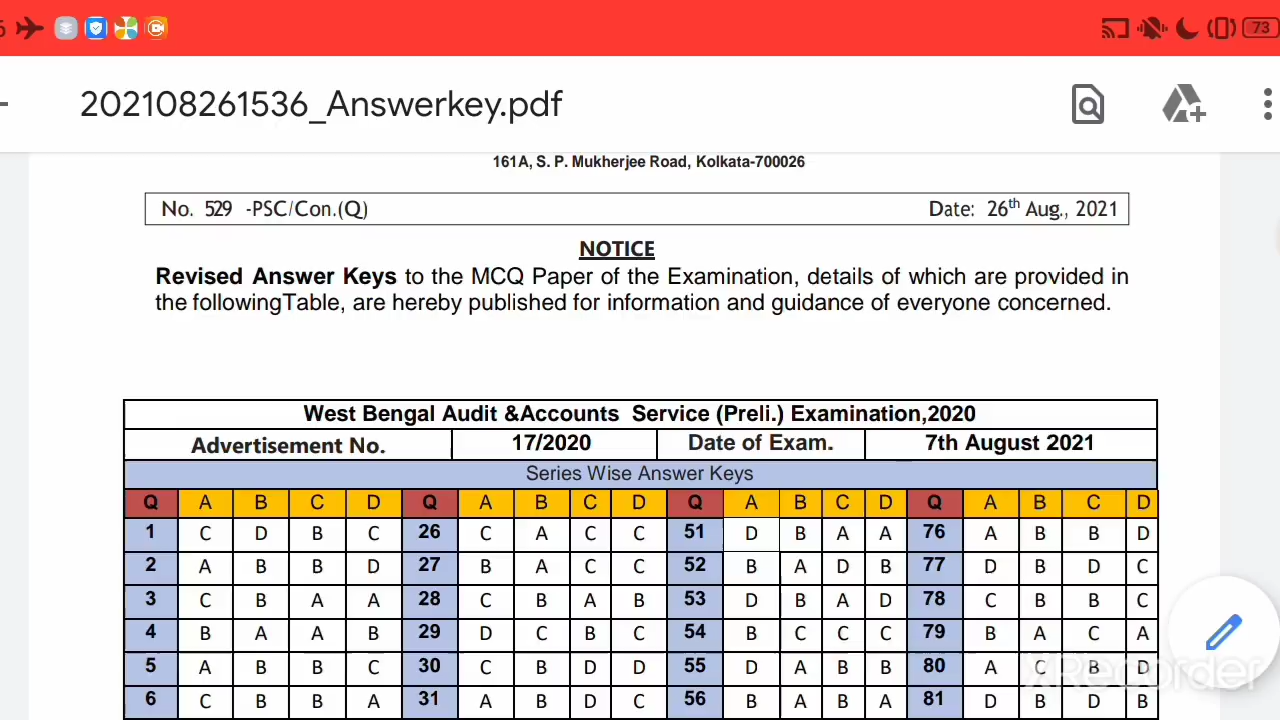 6 73
202108261536_Answerkey.pdf
161A, S. P. Mukherjee Road, Kolkata-700026
No. 529 -PSC/Con.(Q) Date: 26th Aug., 2021
NOTICE
Revised Answer Keys to the MCQ Paper of the Examination, details of which are provided in
the followingTable, are hereby published for information and guidance of everyone concerned.
West Bengal Audit &Accounts Service (Preli.) Examination,2020
Advertisement No. 17/2020 Date of Exam. 7th August 2021
Series Wise Answer Keys
Q A B C D Q A B C D Q A B C D Q A B C D
1 C D B C 26 C A C C 51 D B A A 76 A B B D
2 A B B D 27 B A C C 52 B A D B 77 D B D C
3 C B A A 28 C B A B 53 D B A D 78 C B B C
4 B A A B 29 D C B C 54 B C C C 79 B A C A
5 A B B C 30 C B D D 55 D A B B 80 A C B D
6 C B B A 31 A B D C 56 B A B A 81 D B D B
XRecorder